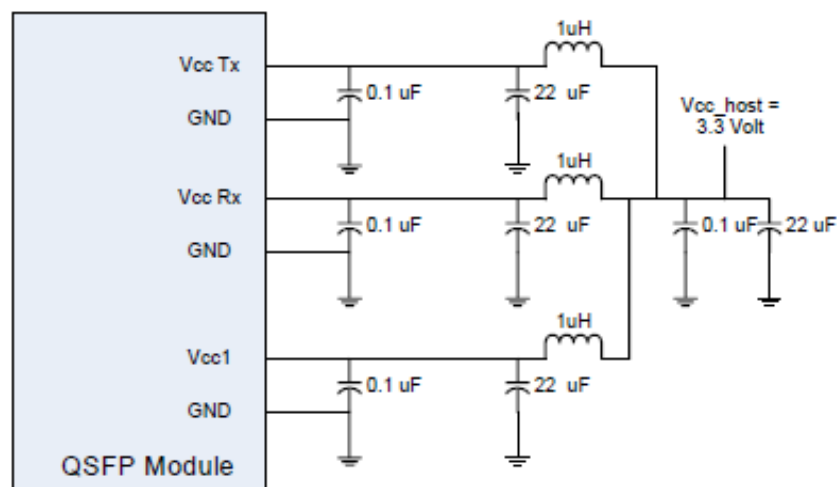 1uH
Vcc Tx
0.1 uF
22 uF
Vcc_host =
3.3 Volt
GND
1uH
Vcc Rx
0.1 uF
22 uF
0.1 uF
22 uF
GND
1uH
Vcc1
0.1 uF
22 uF
GND
QSFP Module